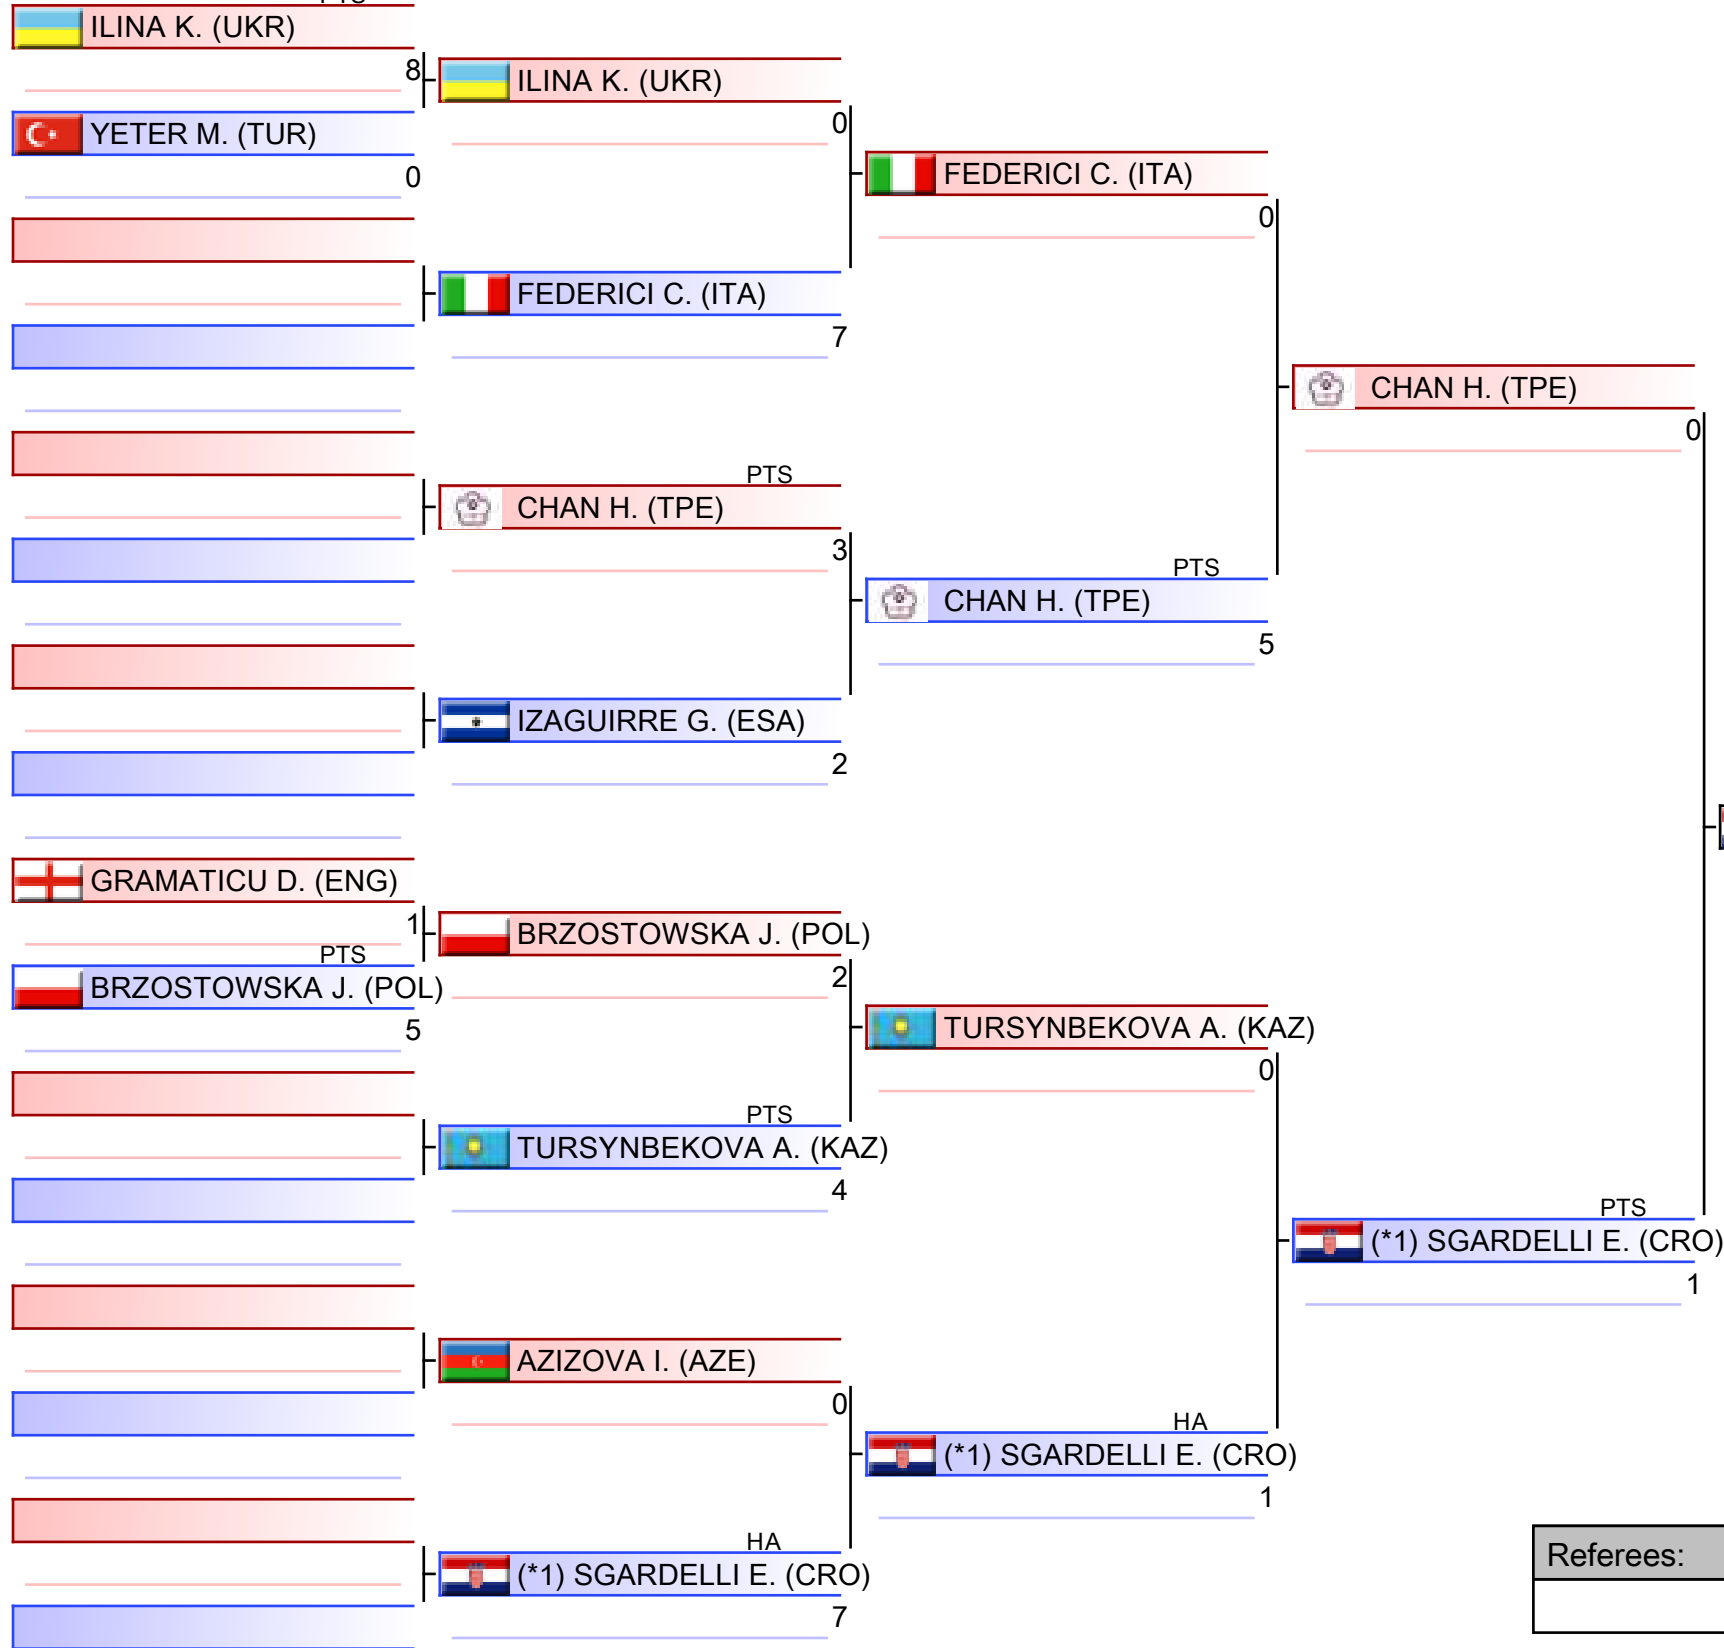 PTS
ILINA K. (UKR)
8
YETER M. (TUR)
0
GRAMATICU D. (ENG)
1
PTS
BRZOSTOWSKA J. (POL)
5
ILINA K. (UKR)
0
FEDERICI C. (ITA)
7
PTS
CHAN H. (TPE)
3
IZAGUIRRE G. (ESA)
2
BRZOSTOWSKA J. (POL)
2
PTS
TURSYNBEKOVA A. (KAZ)
4
AZIZOVA I. (AZE)
0
HA
(*1) SGARDELLI E. (CRO)
7
FEDERICI C. (ITA)
0
PTS
CHAN H. (TPE)
5
TURSYNBEKOVA A. (KAZ)
0
HA
(*1) SGARDELLI E. (CRO)
1
CHAN H. (TPE)
0
PTS
(*1) SGARDELLI E. (CRO)
1
Referees: